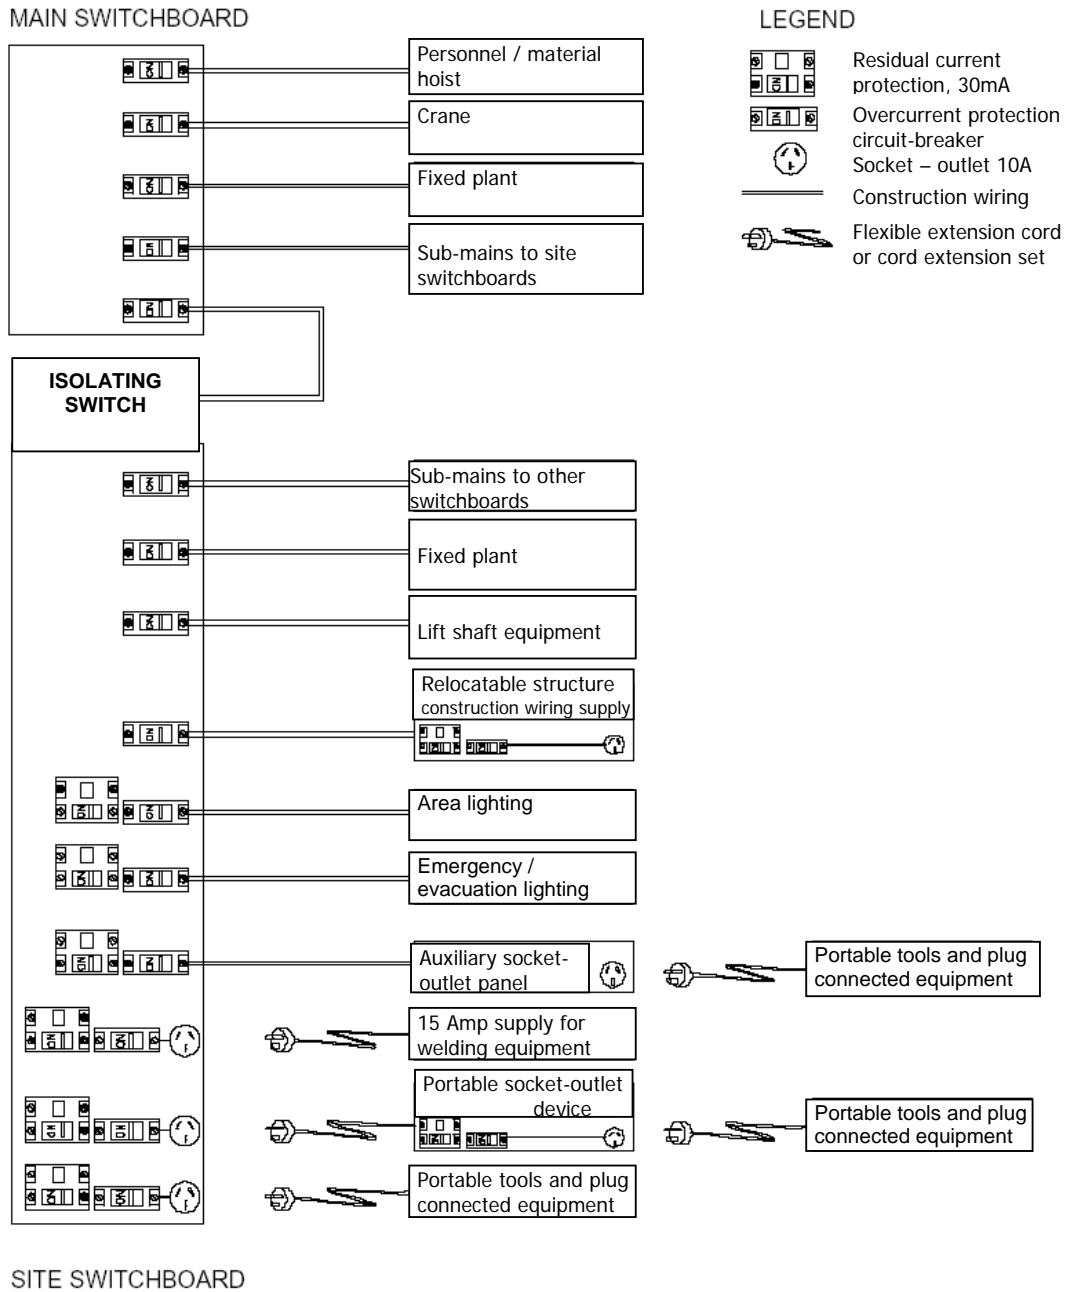 MAIN SWITCHBOARD
Personnel / material
hoist
Crane
Fixed plant
Sub-mains to site
switchboards
LEGEND
Residual current
protection, 30mA
Overcurrent protection
circuit-breaker
Socket – outlet 10A
Construction wiring
Flexible extension cord
or cord extension set
ISOLATING
SWITCH
Sub-mains to other
switchboards
Fixed plant
Lift shaft equipment
Relocatable structure
construction wiring supply
Area lighting
Emergency /
evacuation lighting
Auxiliary socket-
outlet panel
Portable tools and plug
connected equipment
15 Amp supply for
welding equipment
Portable socket-outlet
device
Portable tools and plug
connected equipment
Portable tools and plug
connected equipment
SITE SWITCHBOARD